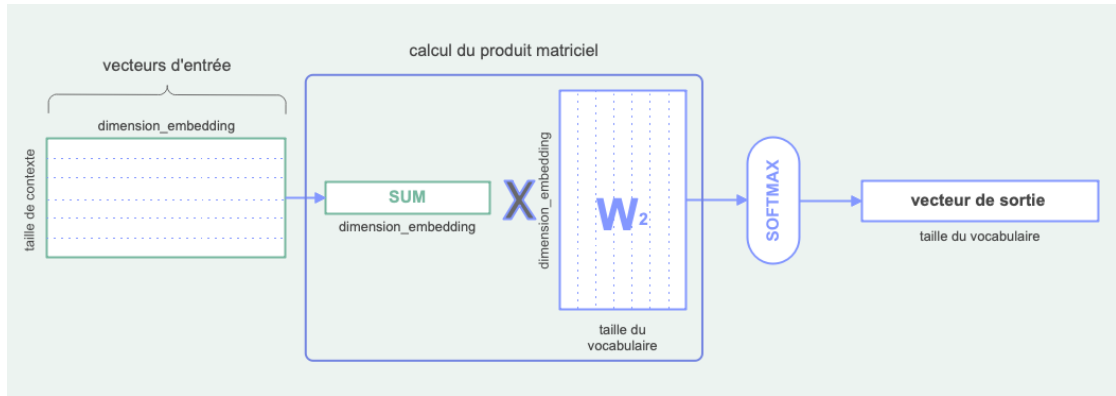 calcul du produit matriciel
vecteurs d'entrée
dimension_embedding
taille de contexte
SUM
dimension_embedding
X
dimension_embedding
W2
taille du
vocabulaire
SOFTMAX
vecteur de sortie
taille du vocabulaire